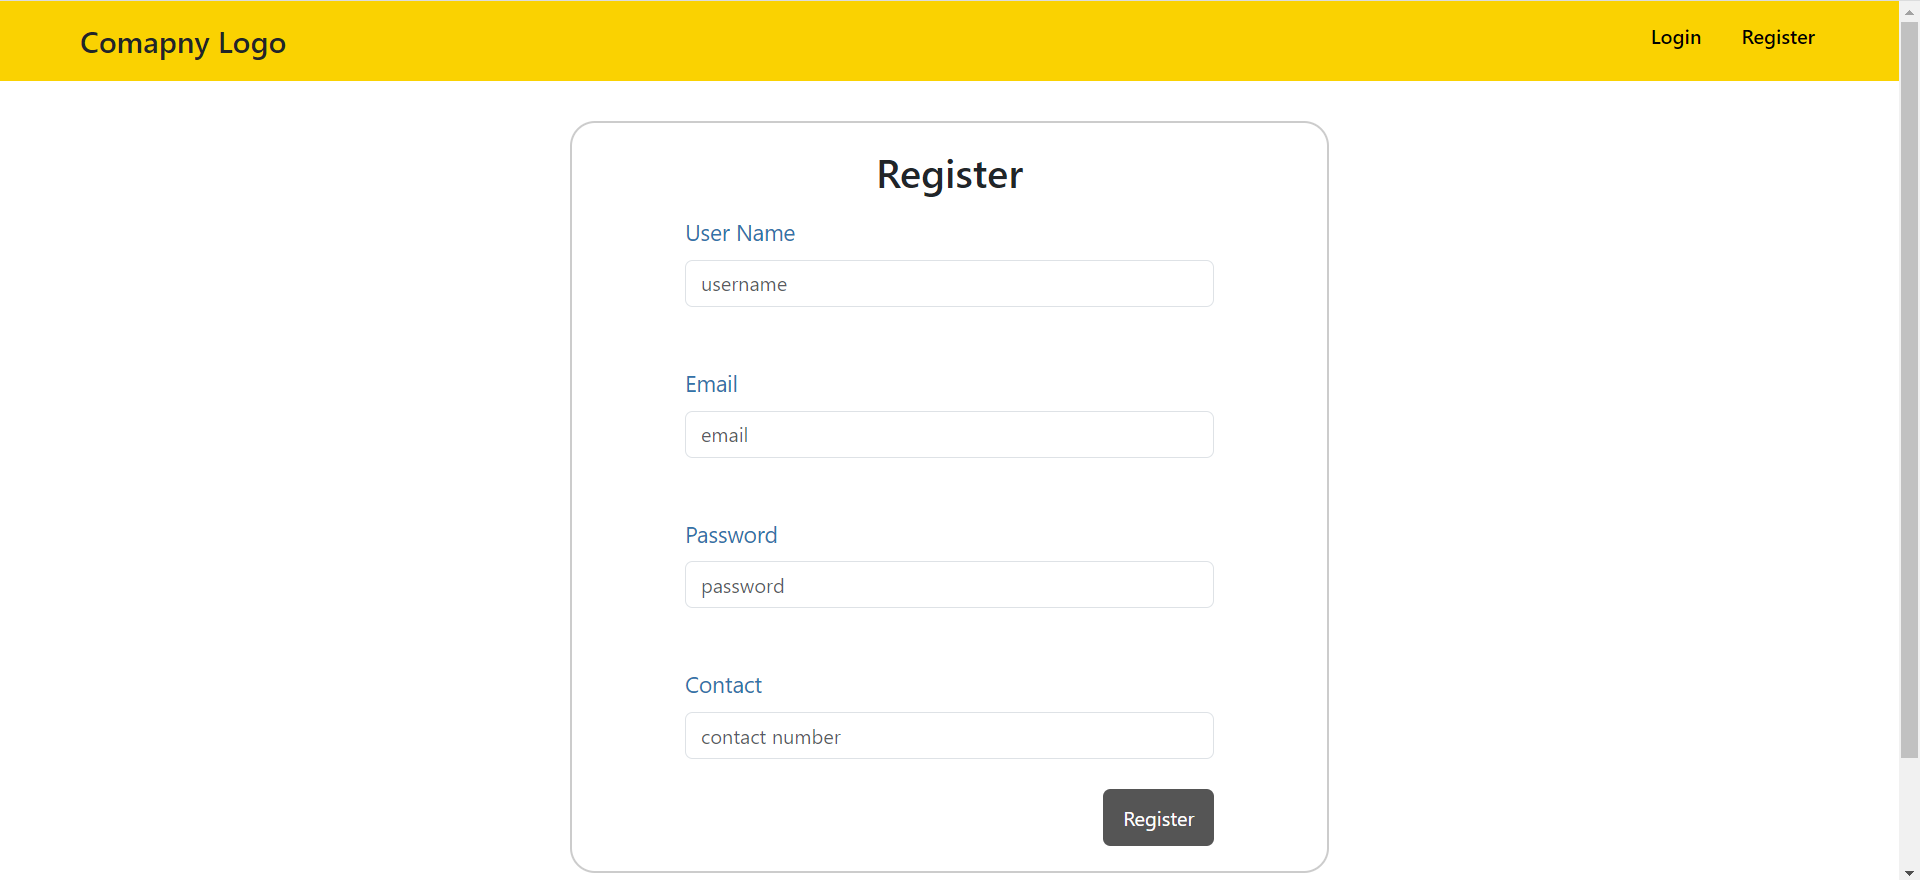 Comapny Logo
Login
Register
Register
User Name
username
Email
email
Password
password
Contact
contact number
Register